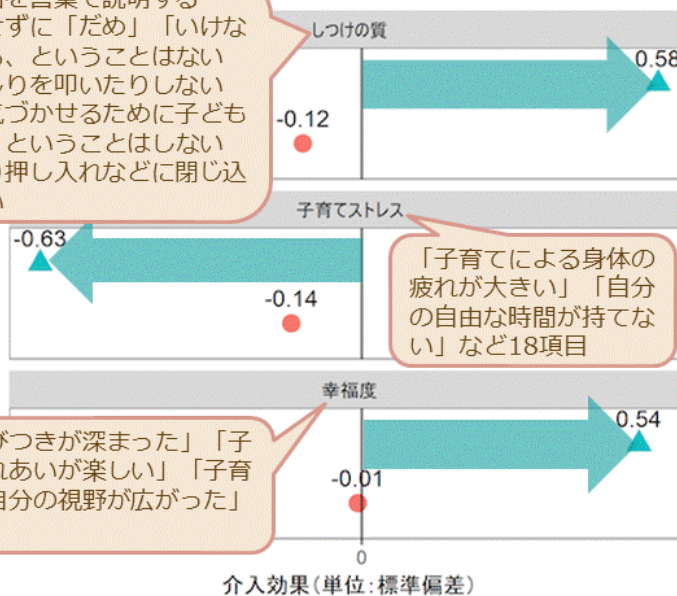 を言葉で説明する
ずに「だめ」「いけな
、ということはない
りを叩いたりしない
づかせるために子ども
ということはしない
押し入れなどに閉じ込
い
しつけの質
0.58
-0.12
子育てストレス
-0.63
-0.14
「子育てによる身体の
疲れが大きい」「自分
の自由な時間が持てな
い」など18項目
幸福度
びつきが深まった」「子
れあいが楽しい」「子育
自分の視野が広がった」
0.54
-0.01
0
介入効果(単位:標準偏差)